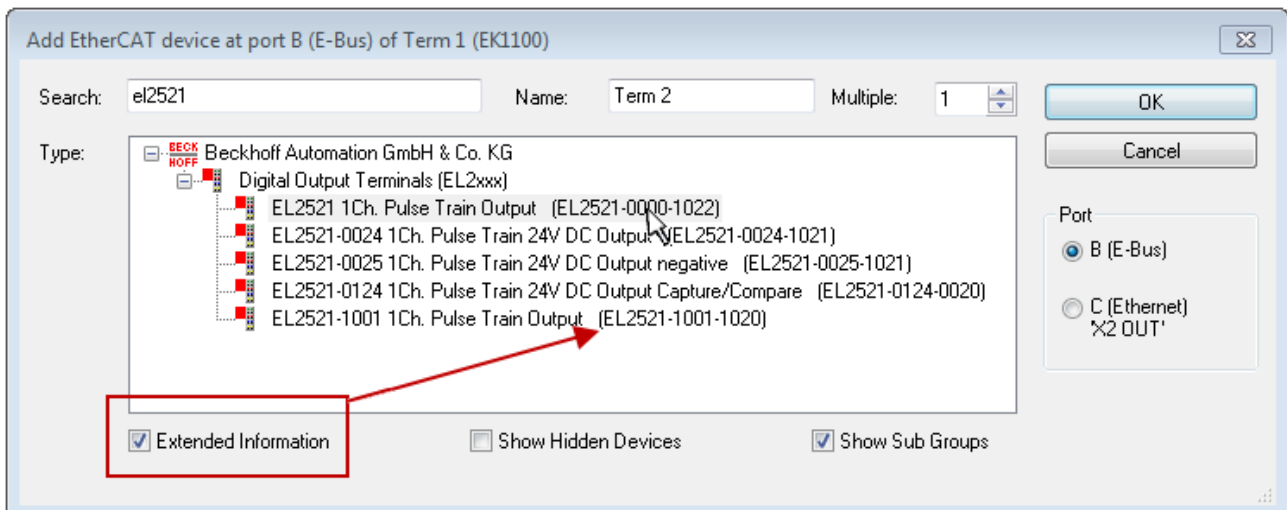 Add EtherCAT device at port B (E-Bus) of Term 1 (EK1100)
Search: el2521 Name: Term 2 Multiple: 1 OK
Type: BECKHOFF Beckhoff Automation GmbH & Co. KG Cancel
Digital Output Terminals (EL2xxx)
EL2521 1Ch. Pulse Train Output (EL2521-0000-1022)
EL2521-0024 1Ch. Pulse Train 24V DC Output (EL2521-0024-1021)
EL2521-0025 1Ch. Pulse Train 24V DC Output negative (EL2521-0025-1021)
EL2521-0124 1Ch. Pulse Train 24V DC Output Capture/Compare (EL2521-0124-0020)
EL2521-1001 1Ch. Pulse Train Output (EL2521-1001-1020)
Port
B (E-Bus)
C (Ethernet)
'X2 OUT'
Extended Information Show Hidden Devices Show Sub Groups